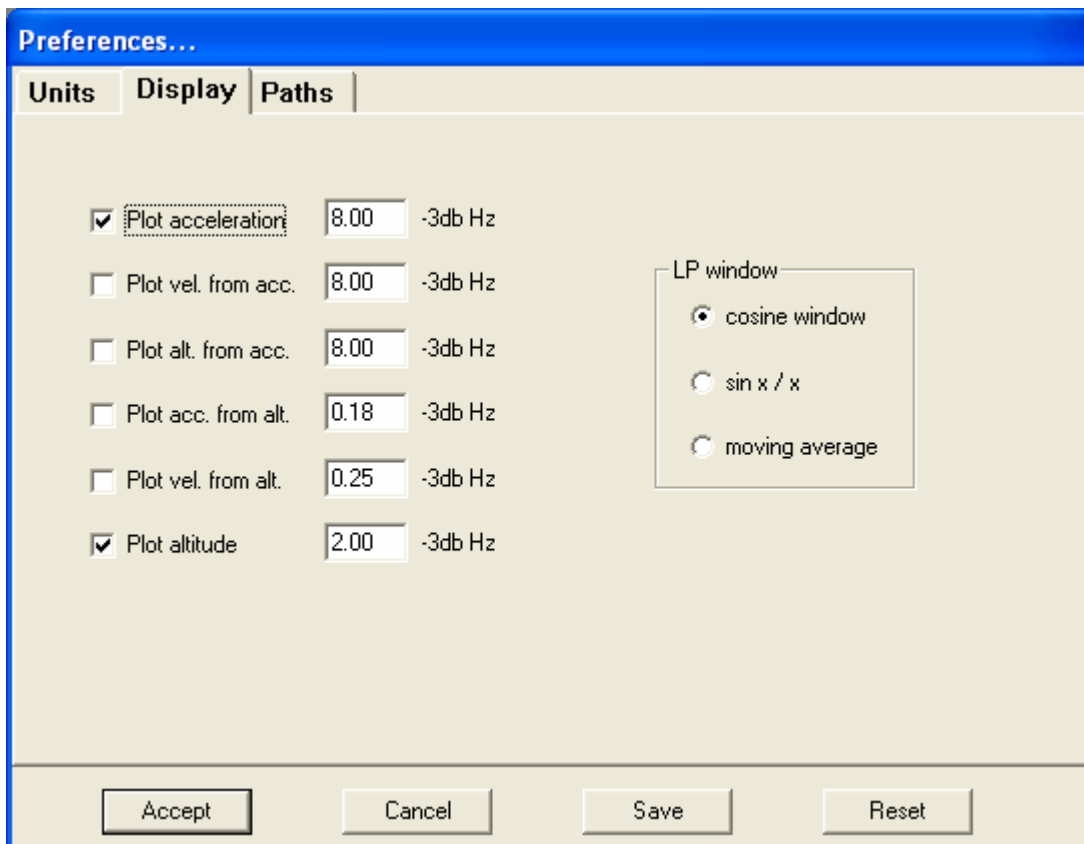 Preferences...
Units Display Paths
Plot acceleration 8.00 -3db Hz
Plot vel. from acc. 8.00 -3db Hz
LP window
cosine window
Plot alt. from acc. 8.00 -3db Hz
sin x / x
Plot acc. from alt. 0.18 -3db Hz
moving average
Plot vel. from alt. 0.25 -3db Hz
Plot altitude 2.00 -3db Hz
Accept Cancel Save Reset